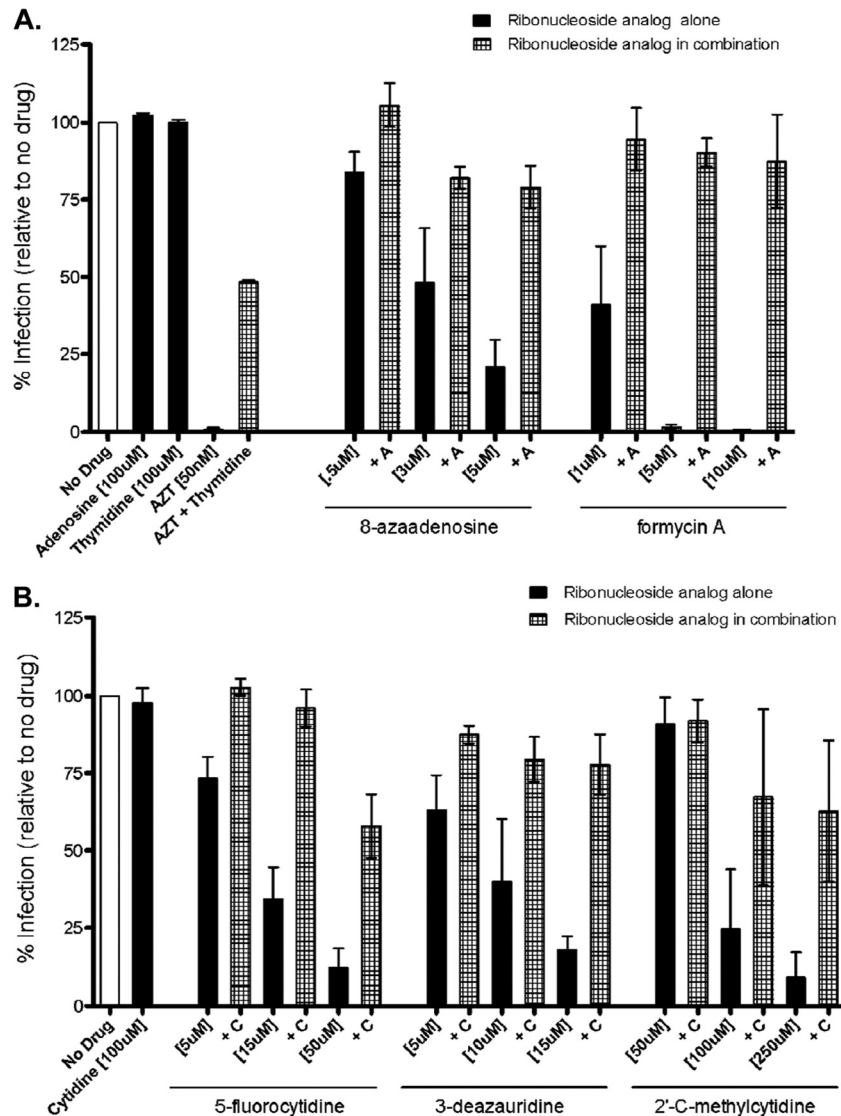 A.
Ribonucleoside analog alone
Ribonucleoside analog in combination
% Infection (relative to no drug)
125
100
75
50
25
0
No Drug
Adenosine [100uM]
Thymidine [100uM]
AZT [50nM]
AZT + Thymidine
[.5uM]
+ A
[3uM]
+ A
[5uM]
+ A
[1uM]
+ A
[5uM]
+ A
[10uM]
+ A
8-azaadenosine
formycin A
B.
Ribonucleoside analog alone
Ribonucleoside analog in combination
% Infection (relative to no drug)
125
100
75
50
25
0
No Drug
Cytidine [100uM]
[5uM]
+ C
[15uM]
+ C
[50uM]
+ C
[5uM]
+ C
[10uM]
+ C
[15uM]
+ C
[50uM]
+ C
[100uM]
+ C
[250uM]
+ C
5-fluorocytidine
3-deazauridine
2'-C-methylcytidine